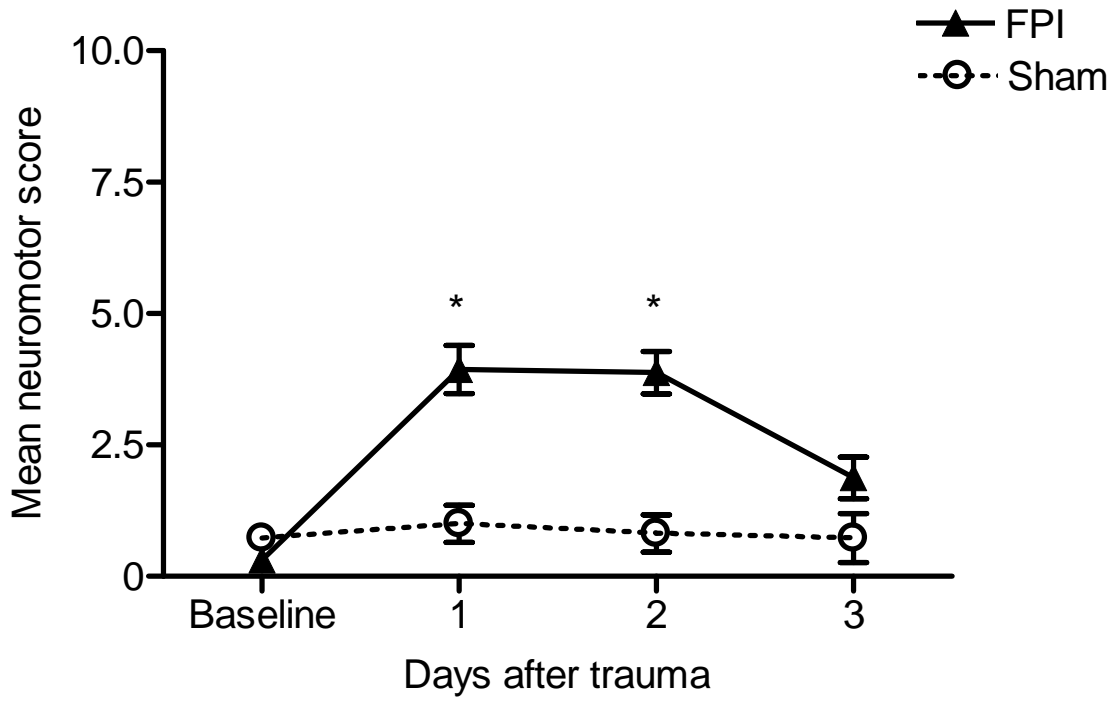 FPI
Sham
10.0
7.5
5.0
2.5
0
Mean neuromotor score
*
*
Baseline
1
2
3
Days after trauma